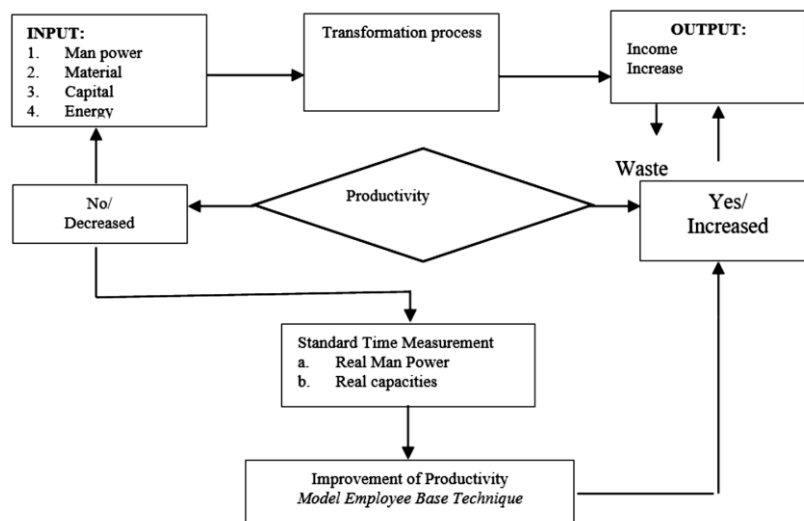 INPUT:
1. Man power
2. Material
3. Capital
4. Energy
Transformation process
OUTPUT:
Income
Increase
Waste
No/
Decreased
Productivity
Yes/
Increased
Standard Time Measurement
a. Real Man Power
b. Real capacities
Improvement of Productivity
Model Employee Base Technique